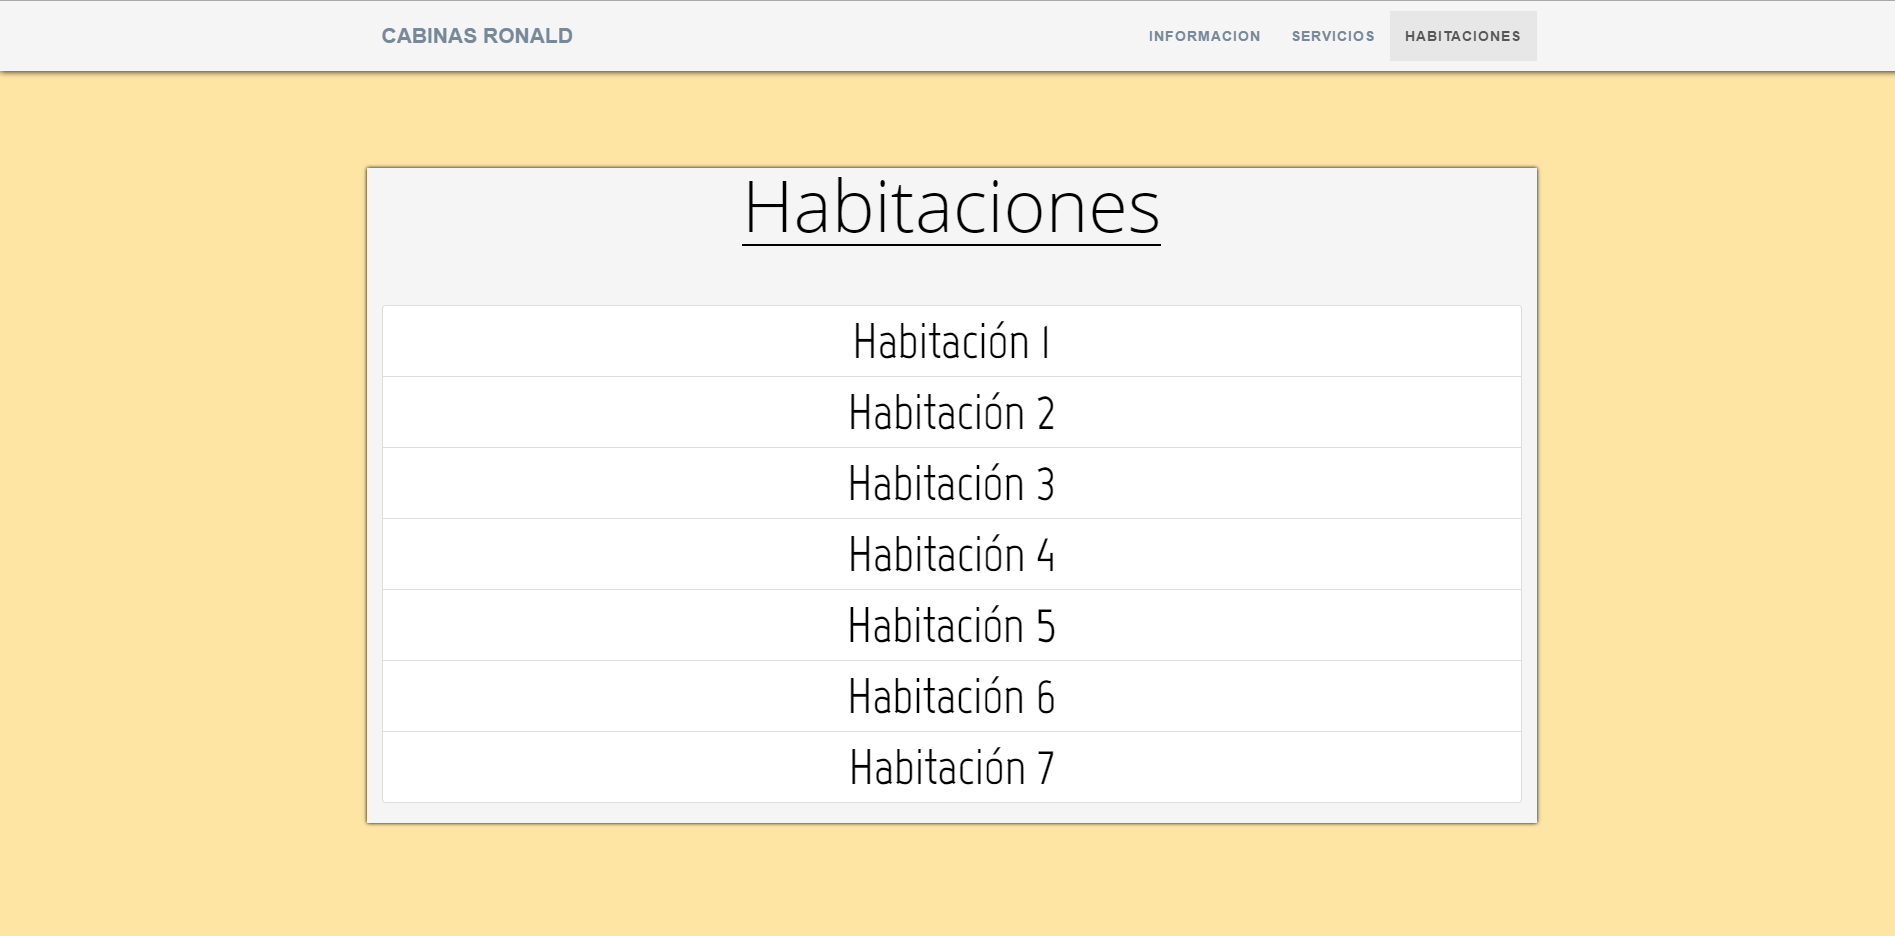 CABINAS RONALD
INFORMACION SERVICIOS HABITACIONES
Habitaciones
Habitación 1
Habitación 2
Habitación 3
Habitación 4
Habitación 5
Habitación 6
Habitación 7